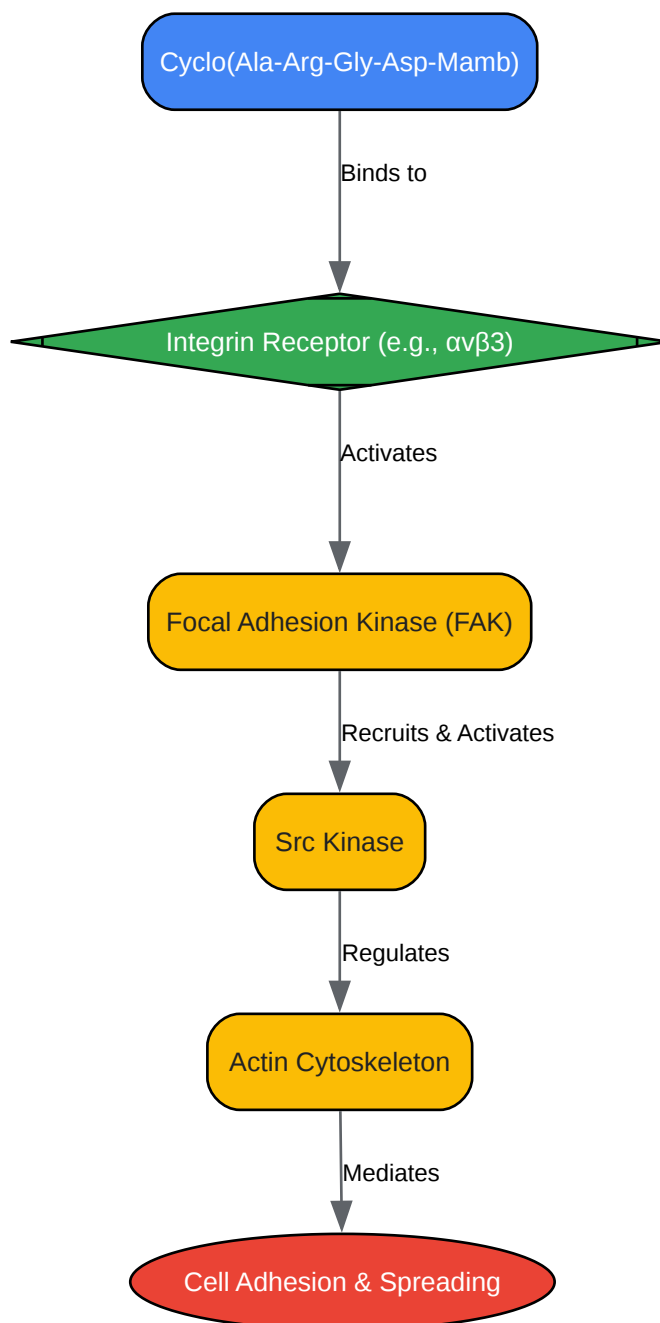 Cyclo(Ala-Arg-Gly-Asp-Mamb)
Binds to
Integrin Receptor (e.g., αvβ3)
Activates
Focal Adhesion Kinase (FAK)
Recruits & Activates
Src Kinase
Regulates
Actin Cytoskeleton
Mediates
Cell Adhesion & Spreading